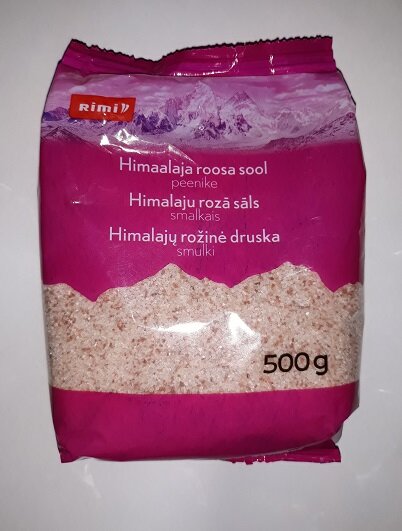 Rimi
Himaalaja roosa sool
peenike
Himalaju rozā sāls
smalkais
Himalajų rožinė druska
smulki
500g